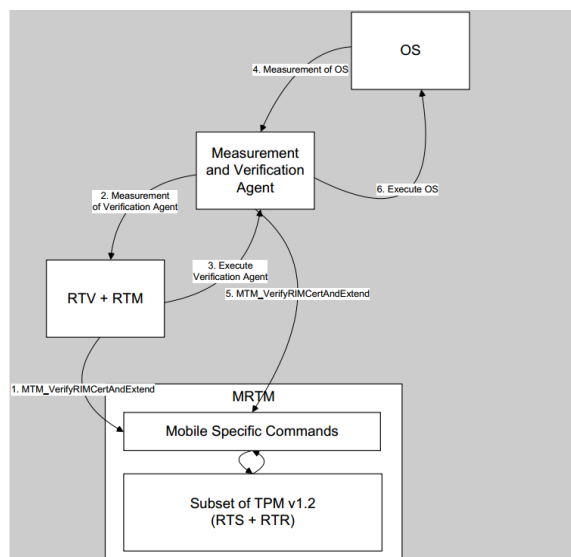 OS
4. Measurement of OS
Measurement
and Verification
Agent
6. Execute OS
2. Measurement
of Verification Agent
3. Execute
Verification Agent
RTV + RTM
5. MTM_VerifyRIMCertAndExtend
1. MTM_VerifyRIMCertAndExtend
MRTM
Mobile Specific Commands
Subset of TPM v1.2
(RTS + RTR)